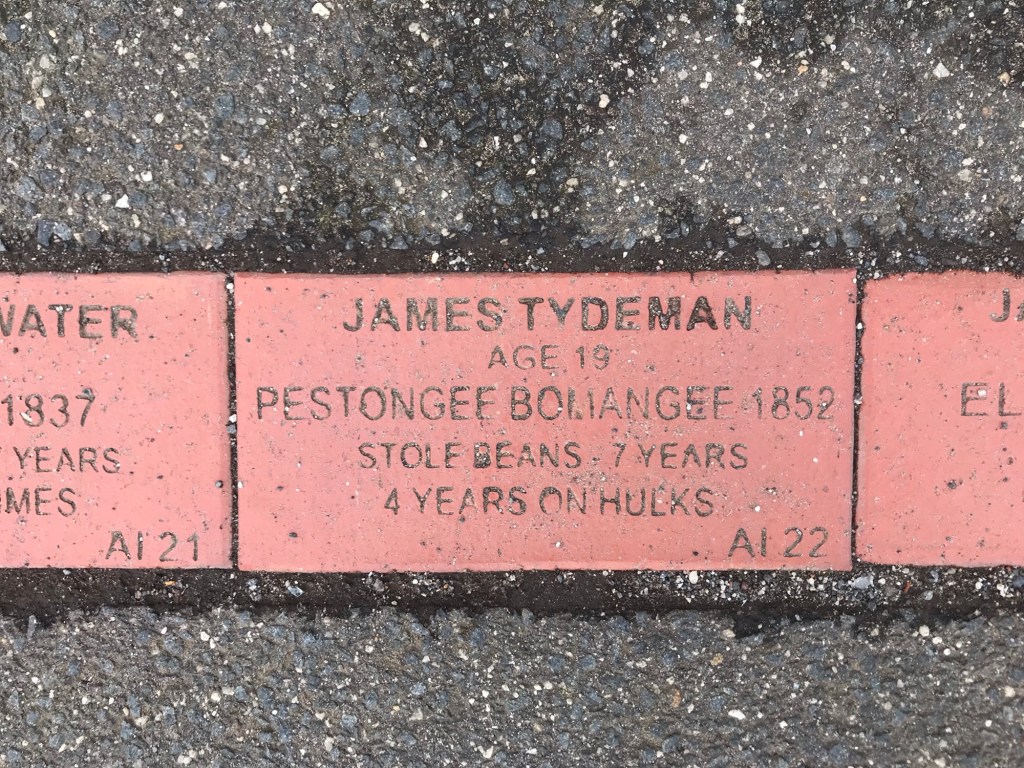 WATER
1837
YEARS
MES
AI 21
JAMES TYDEMAN
AGE 19
PESTONGEE BOMANGEE 1852
STOLE BEANS - 7 YEARS
4 YEARS ON HULKS
AI 22
JA
EL